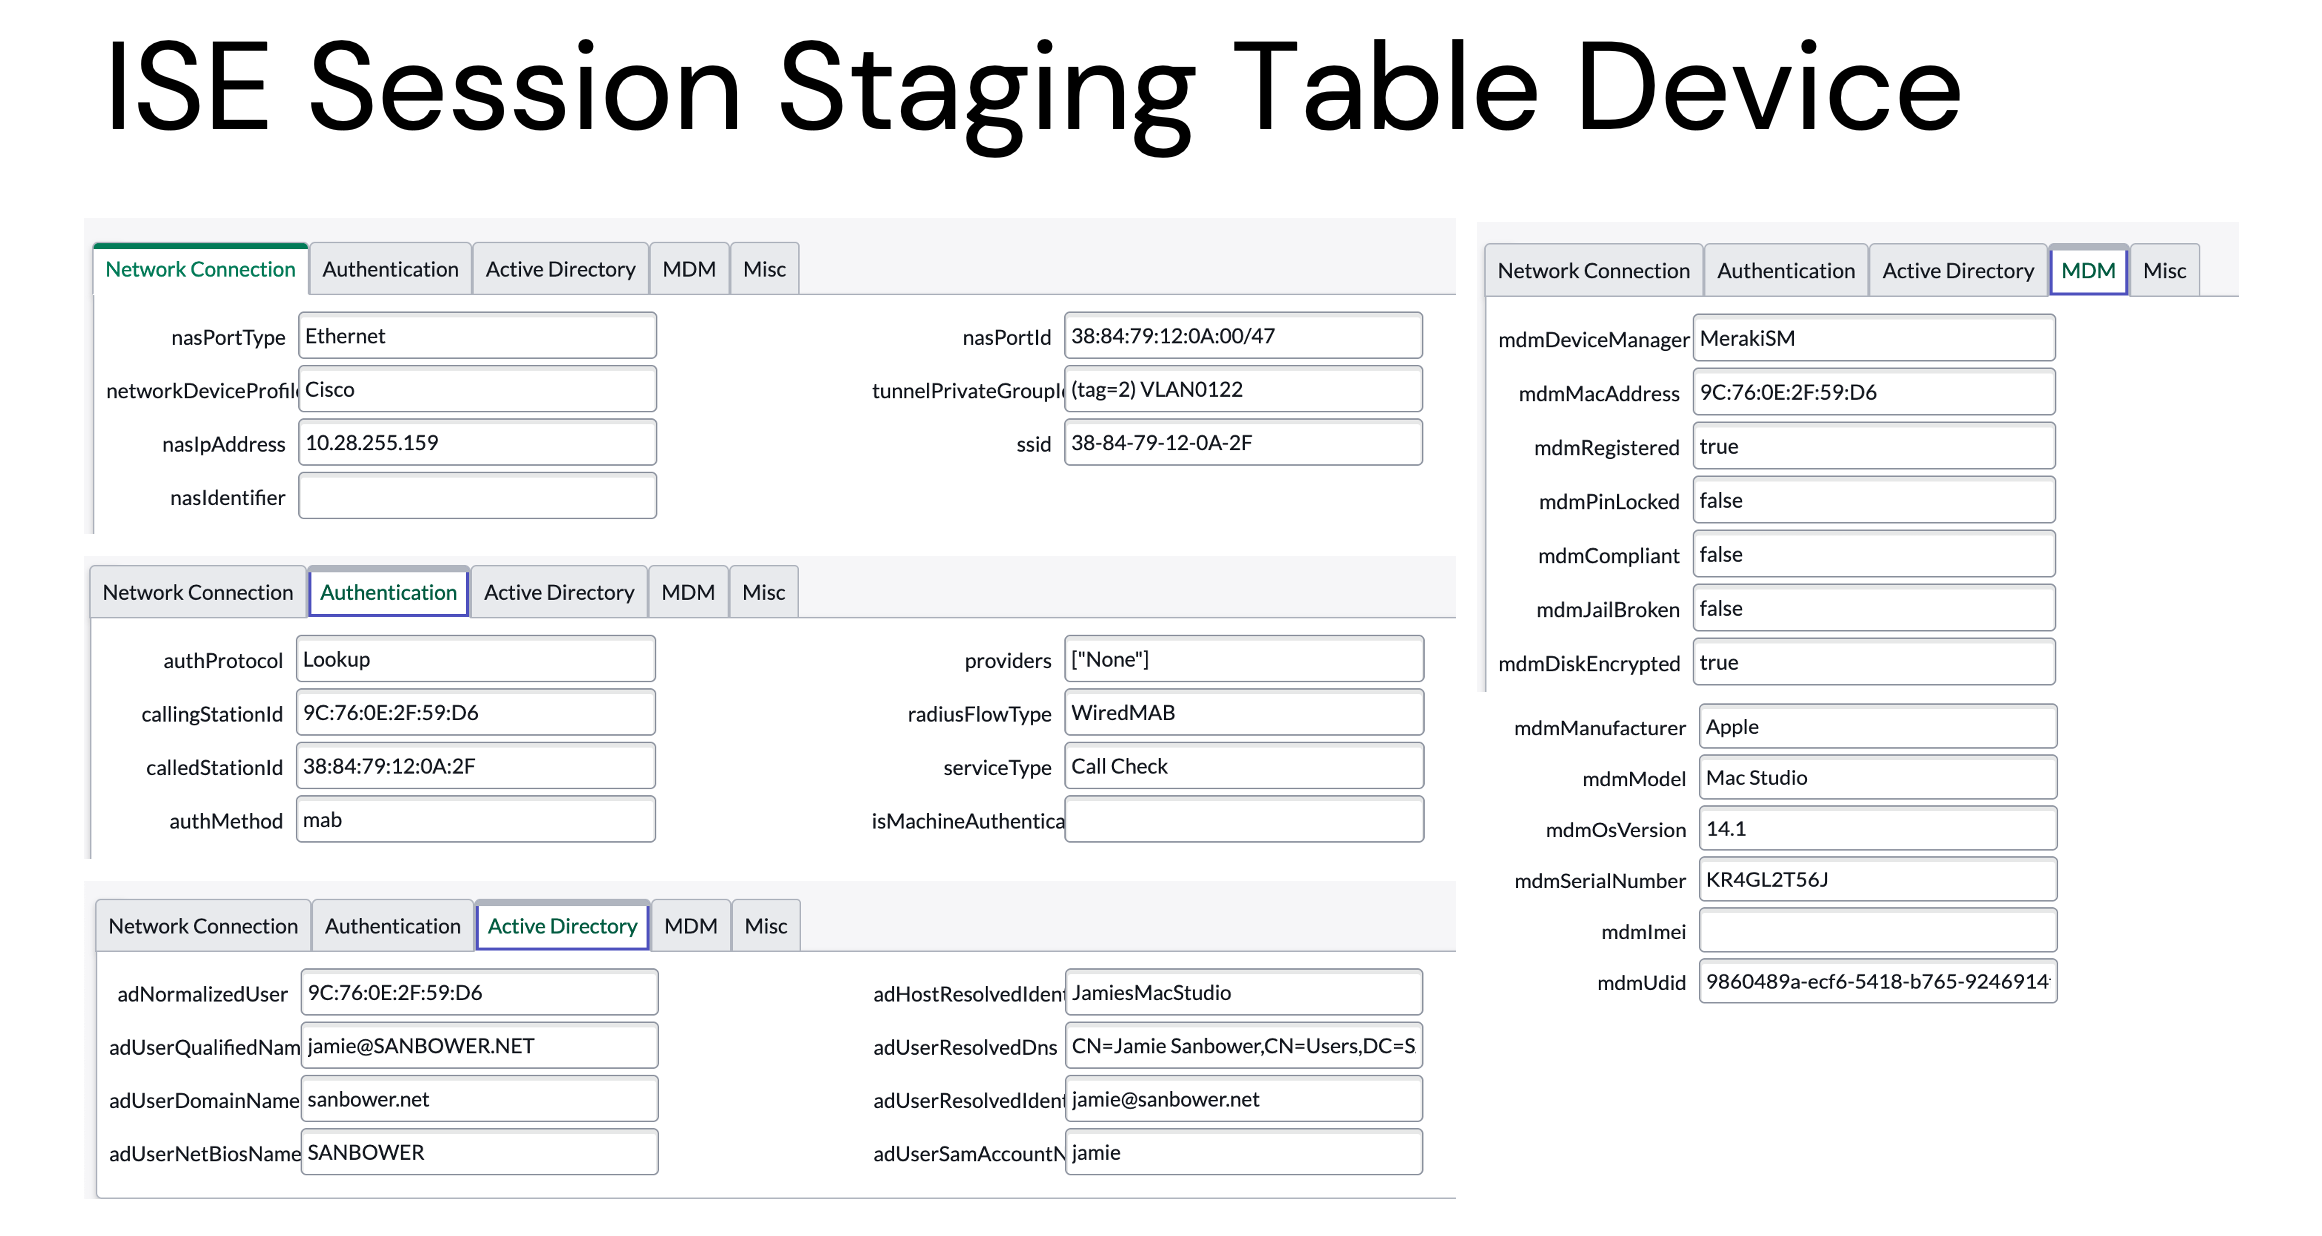 ISE Session Staging Table Device
Network Connection Authentication Active Directory MDM Misc
nasPortType Ethernet
networkDeviceProfile Cisco
nasIpAddress 10.28.255.159
nasIdentifier
nasPortId 38:84:79:12:0A:00/47
tunnelPrivateGroupId (tag=2) VLAN0122
ssid 38-84-79-12-0A-2F
Network Connection Authentication Active Directory MDM Misc
authProtocol Lookup
callingStationId 9C:76:0E:2F:59:D6
calledStationId 38:84:79:12:0A:2F
authMethod mab
providers ["None"]
radiusFlowType WiredMAB
serviceType Call Check
isMachineAuthentica
Network Connection Authentication Active Directory MDM Misc
adNormalizedUser 9C:76:0E:2F:59:D6
adUserQualifiedNam jamie@SANBOWER.NET
adUserDomainName sanbower.net
adUserNetBiosName SANBOWER
adHostResolvedIdent JamiesMacStudio
adUserResolvedDns CN=Jamie Sanbower,CN=Users,DC=S
adUserResolvedIdent jamie@sanbower.net
adUserSamAccountN jamie
Network Connection Authentication Active Directory MDM Misc
mdmDeviceManager MerakiSM
mdmMacAddress 9C:76:0E:2F:59:D6
mdmRegistered true
mdmPinLocked false
mdmCompliant false
mdmJailBroken false
mdmDiskEncrypted true
mdmManufacturer Apple
mdmModel Mac Studio
mdmOsVersion 14.1
mdmSerialNumber KR4GL2T56J
mdmImei
mdmUdid 9860489a-ecf6-5418-b765-9246914